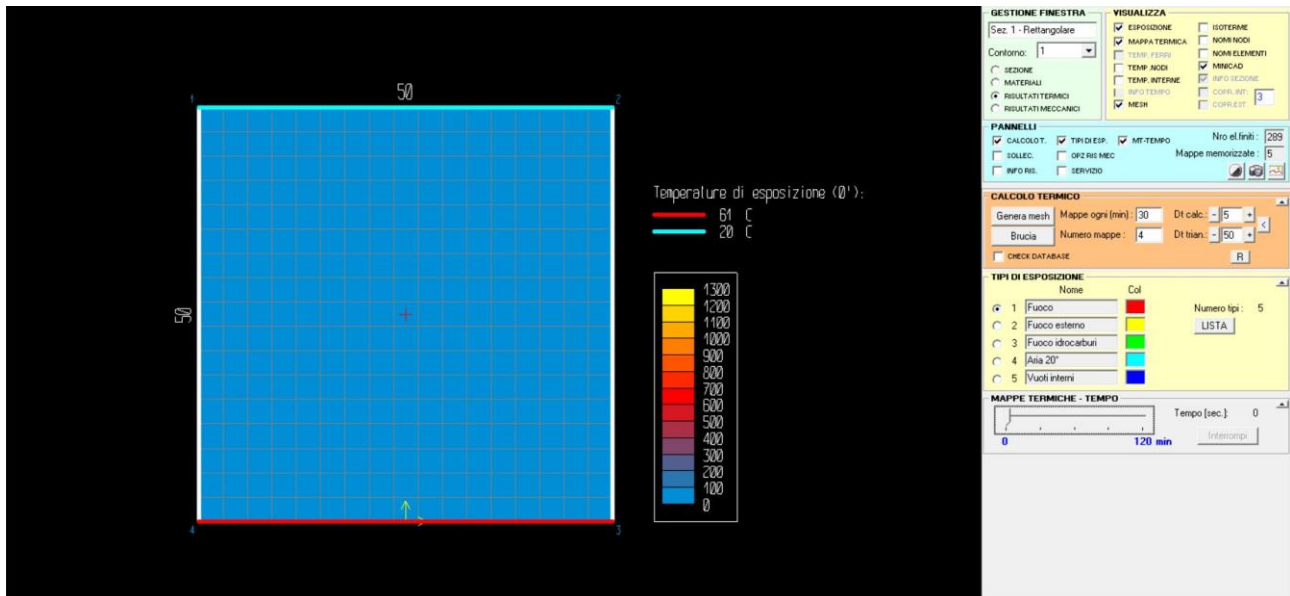 50
1
2
50
4
3
Temperature di esposizione (0'):
61 C
20 C
1300
1200
1100
1000
900
800
700
600
500
400
300
200
100
0
GESTIONE FINESTRA
Sez. 1 - Rettangolare
Contorno: 1
SEZIONE
MATERIALI
RISULTATI TERMICI
RISULTATI MECCANICI
VISUALIZZA
ESPOSIZIONE
MAPPA TERMICA
TEMP. FERRI
TEMP .NODI
TEMP. INTERNE
INFO TEMPO
MESH
ISOTERME
NOMI NODI
NOMI ELEMENTI
MINICAD
INFO SEZIONE
COPR. INT: 3
COPR.EST
PANNELLI
CALCOLO T. TIPI DI ESP. MT-TEMPO Nro el.finiti : 289
SOLLEC. OPZ RIS MEC Mappe memorizzate : 5
INFO RIS. SERVIZIO
CALCOLO TERMICO
Genera mesh Mappe ogni (min) : 30 Dt calc.: - 5 + <
Brucia Numero mappe : 4 Dt trian.: - 50 +
CHECK DATABASE R
TIPI DI ESPOSIZIONE
Nome Col
1 Fuoco Numero tipi : 5
2 Fuoco esterno LISTA
3 Fuoco idrocarburi
4 Aria 20°
5 Vuoti interni
MAPPE TERMICHE - TEMPO
Tempo [sec.]: 0
0 120 min Interrompi